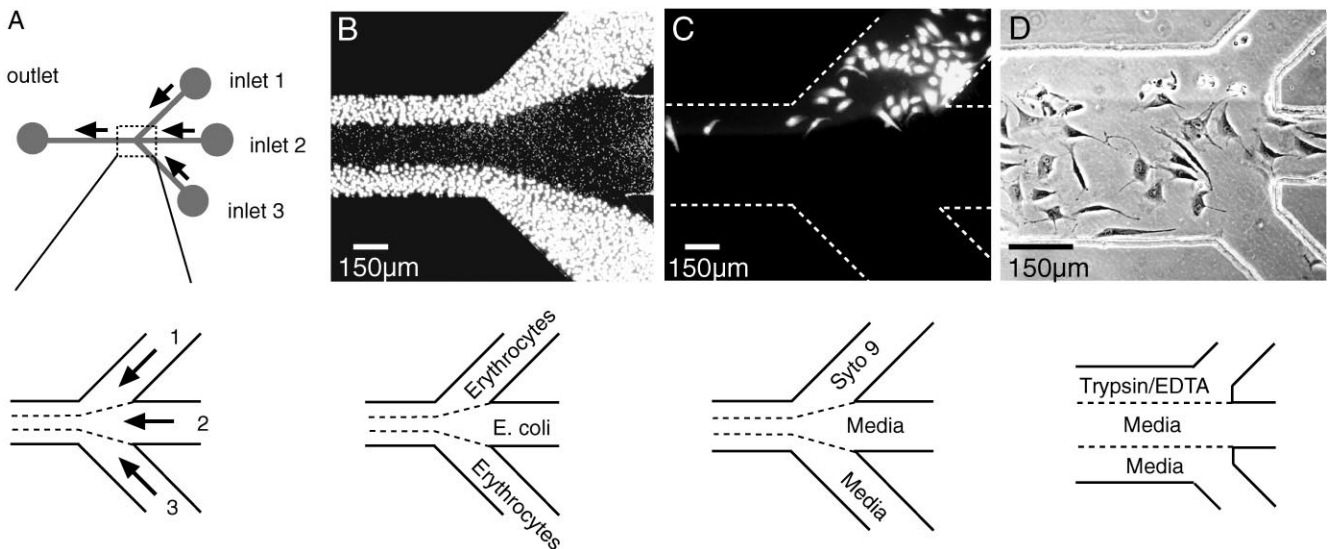 A
outlet
inlet 1
inlet 2
inlet 3
B
150µm
C
150µm
D
150µm
1
2
3
Erythrocytes
E. coli
Erythrocytes
Syto 9
Media
Media
Trypsin/EDTA
Media
Media